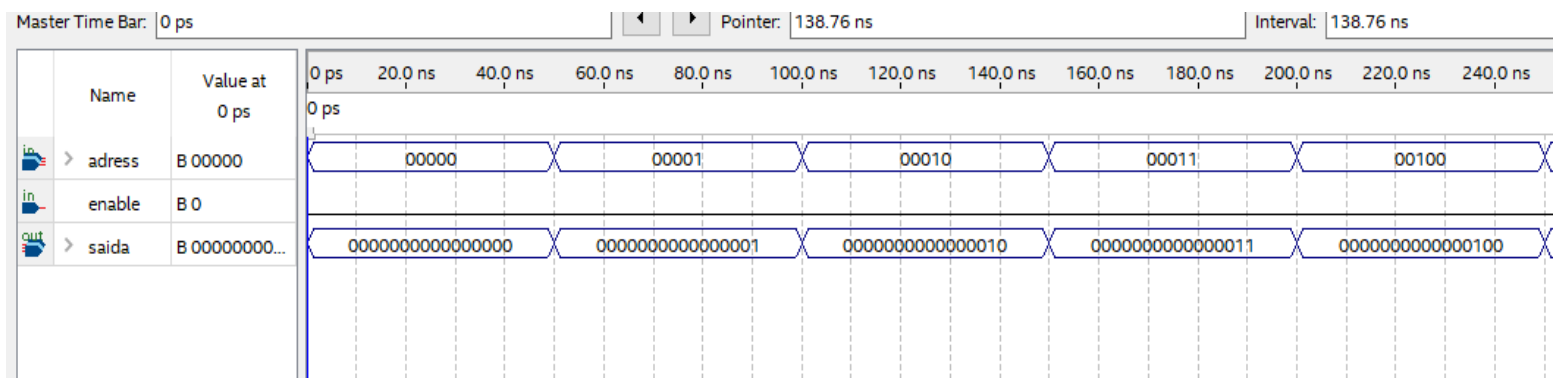 Master Time Bar: 0 ps Pointer: 138.76 ns Interval: 138.76 ns
Name Value at 0 ps
0 ps 20.0 ns 40.0 ns 60.0 ns 80.0 ns 100.0 ns 120.0 ns 140.0 ns 160.0 ns 180.0 ns 200.0 ns 220.0 ns 240.0 ns
0 ps
in adress B 00000 00000 00001 00010 00011 00100
in enable B 0
out saida B 00000000... 0000000000000000 0000000000000001 0000000000000010 0000000000000011 0000000000000100